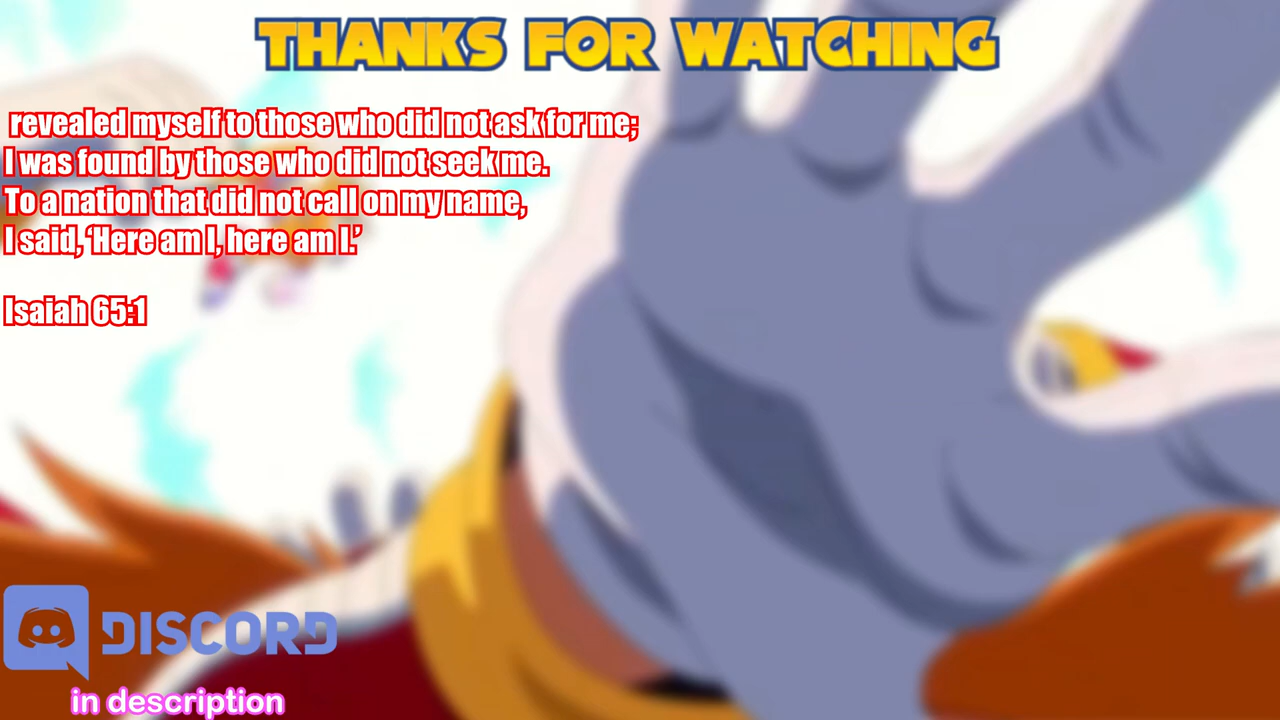 THANKS FOR WATCHING
revealed myself to those who did not ask for me;
I was found by those who did not seek me.
To a nation that did not call on my name,
I said, ‘Here am I, here am I.’
Isaiah 65:1
DISCORD
in description